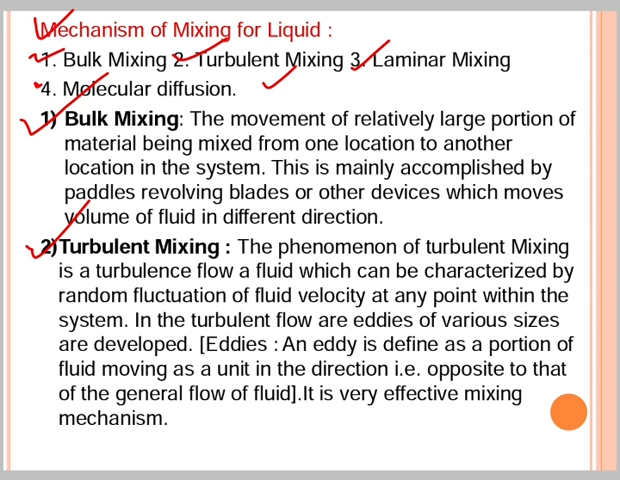 Mechanism of Mixing for Liquid :
1. Bulk Mixing 2. Turbulent Mixing 3. Laminar Mixing
4. Molecular diffusion.
1) Bulk Mixing: The movement of relatively large portion of
material being mixed from one location to another
location in the system. This is mainly accomplished by
paddles revolving blades or other devices which moves
volume of fluid in different direction.
2)Turbulent Mixing : The phenomenon of turbulent Mixing
is a turbulence flow a fluid which can be characterized by
random fluctuation of fluid velocity at any point within the
system. In the turbulent flow are eddies of various sizes
are developed. [Eddies : An eddy is define as a portion of
fluid moving as a unit in the direction i.e. opposite to that
of the general flow of fluid].It is very effective mixing
mechanism.